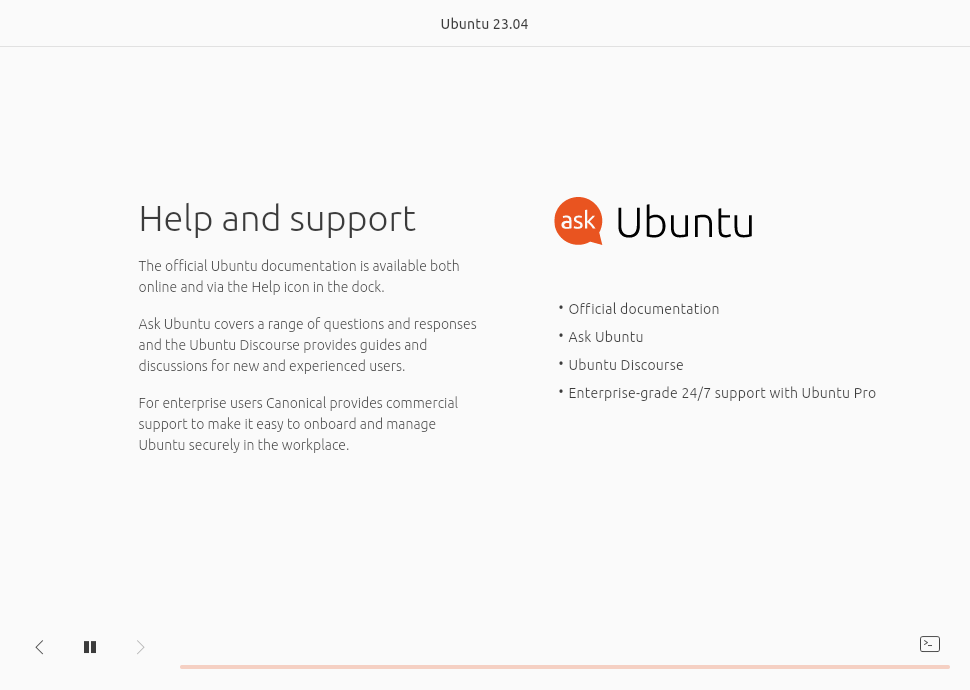 Ubuntu 23.04
Help and support
The official Ubuntu documentation is available both
online and via the Help icon in the dock.
Ask Ubuntu covers a range of questions and responses
and the Ubuntu Discourse provides guides and
discussions for new and experienced users.
For enterprise users Canonical provides commercial
support to make it easy to onboard and manage
Ubuntu securely in the workplace.
ask Ubuntu
• Official documentation
• Ask Ubuntu
• Ubuntu Discourse
• Enterprise-grade 24/7 support with Ubuntu Pro